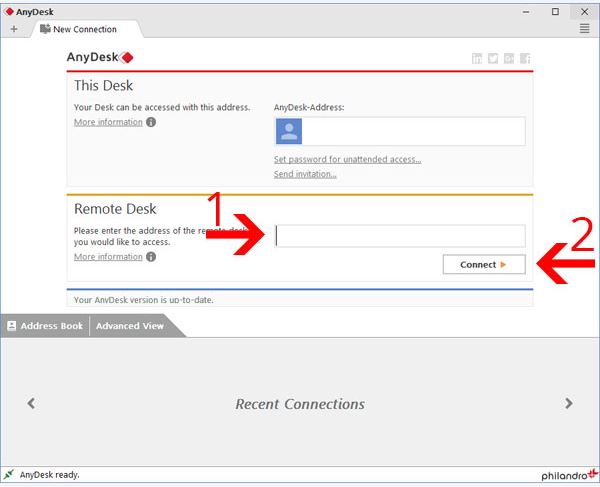 AnyDesk
New Connection
AnyDesk
This Desk
Your Desk can be accessed with this address.
More information
AnyDesk-Address:
Set password for unattended access...
Send invitation...
Remote Desk
1
2
Please enter the address of the remote desk
you would like to access.
More information
Connect
Your AnyDesk version is up-to-date.
Address Book
Advanced View
Recent Connections
AnyDesk ready.
philandro